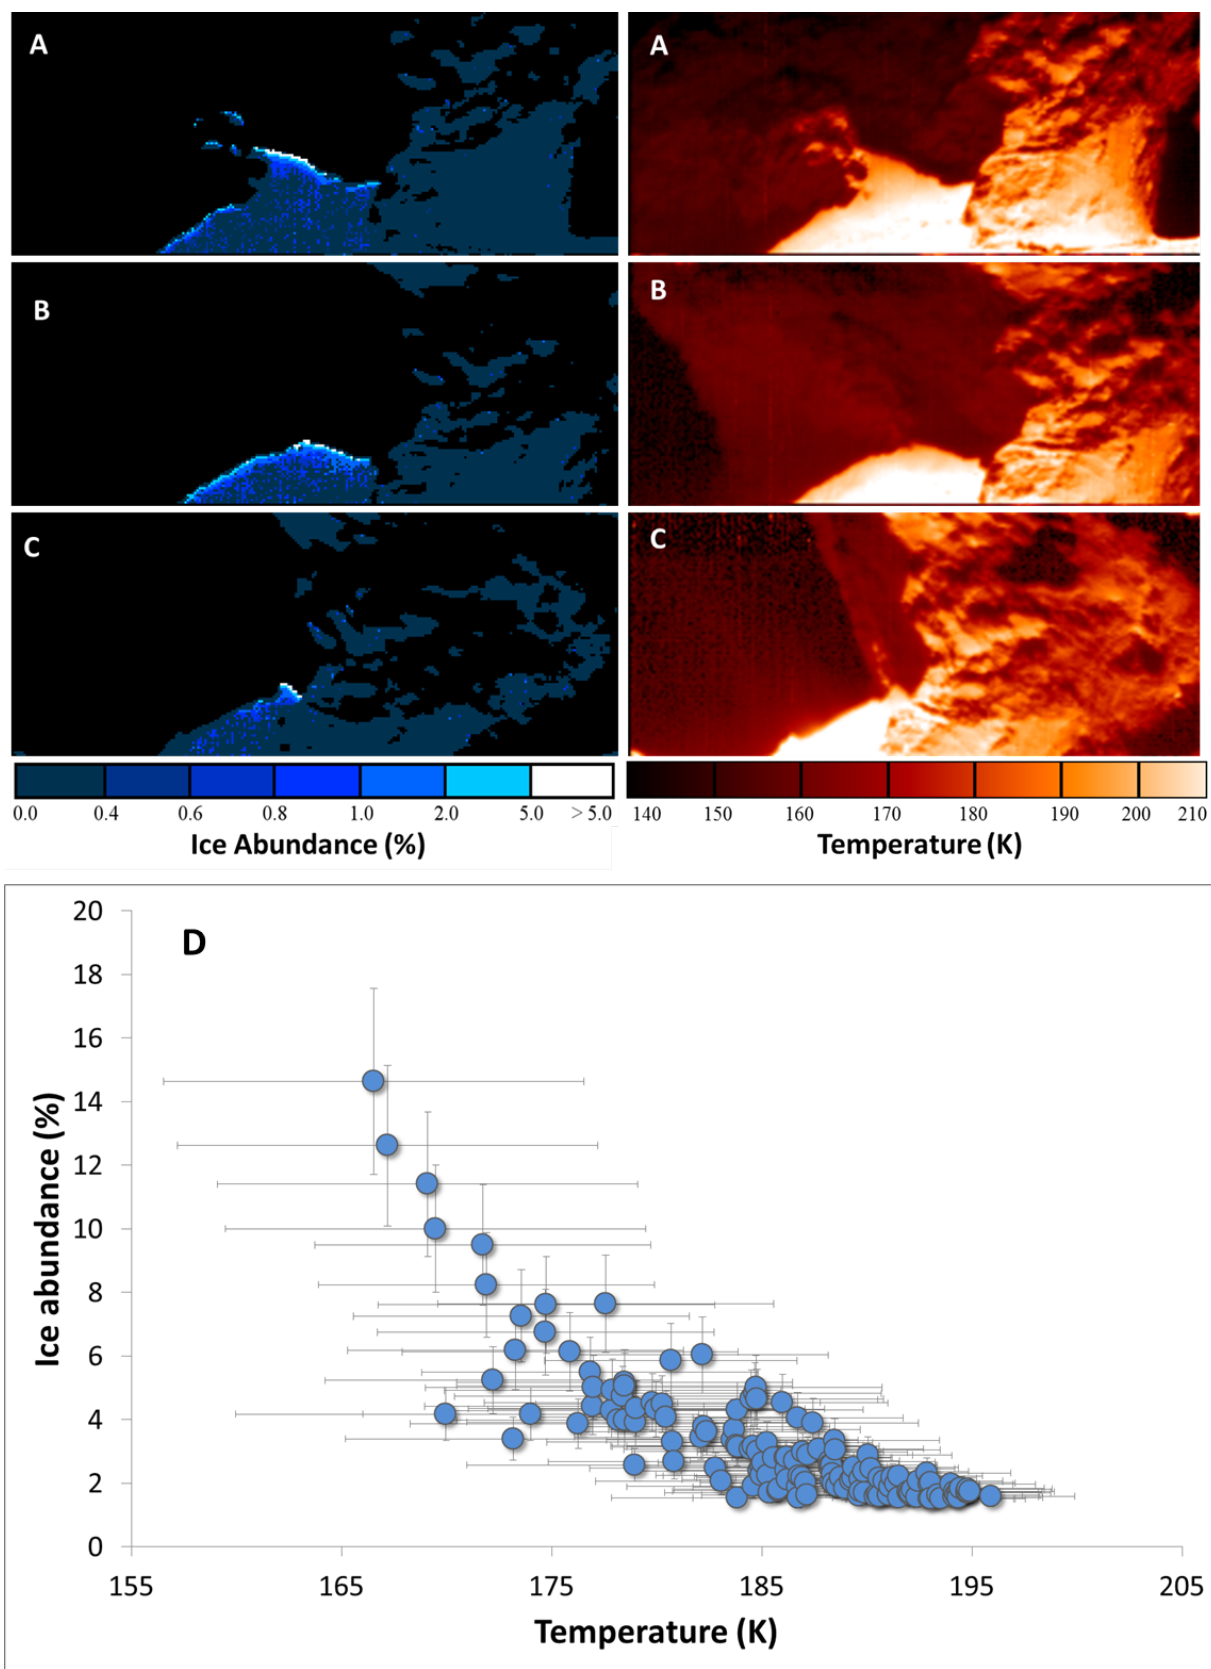 A
A
B
B
C
C
0.0 0.4 0.6 0.8 1.0 2.0 5.0 > 5.0
140 150 160 170 180 190 200 210
Ice Abundance (%)
Temperature (K)
D
20
18
16
14
12
10
8
6
4
2
0
Ice abundance (%)
155 165 175 185 195 205
Temperature (K)